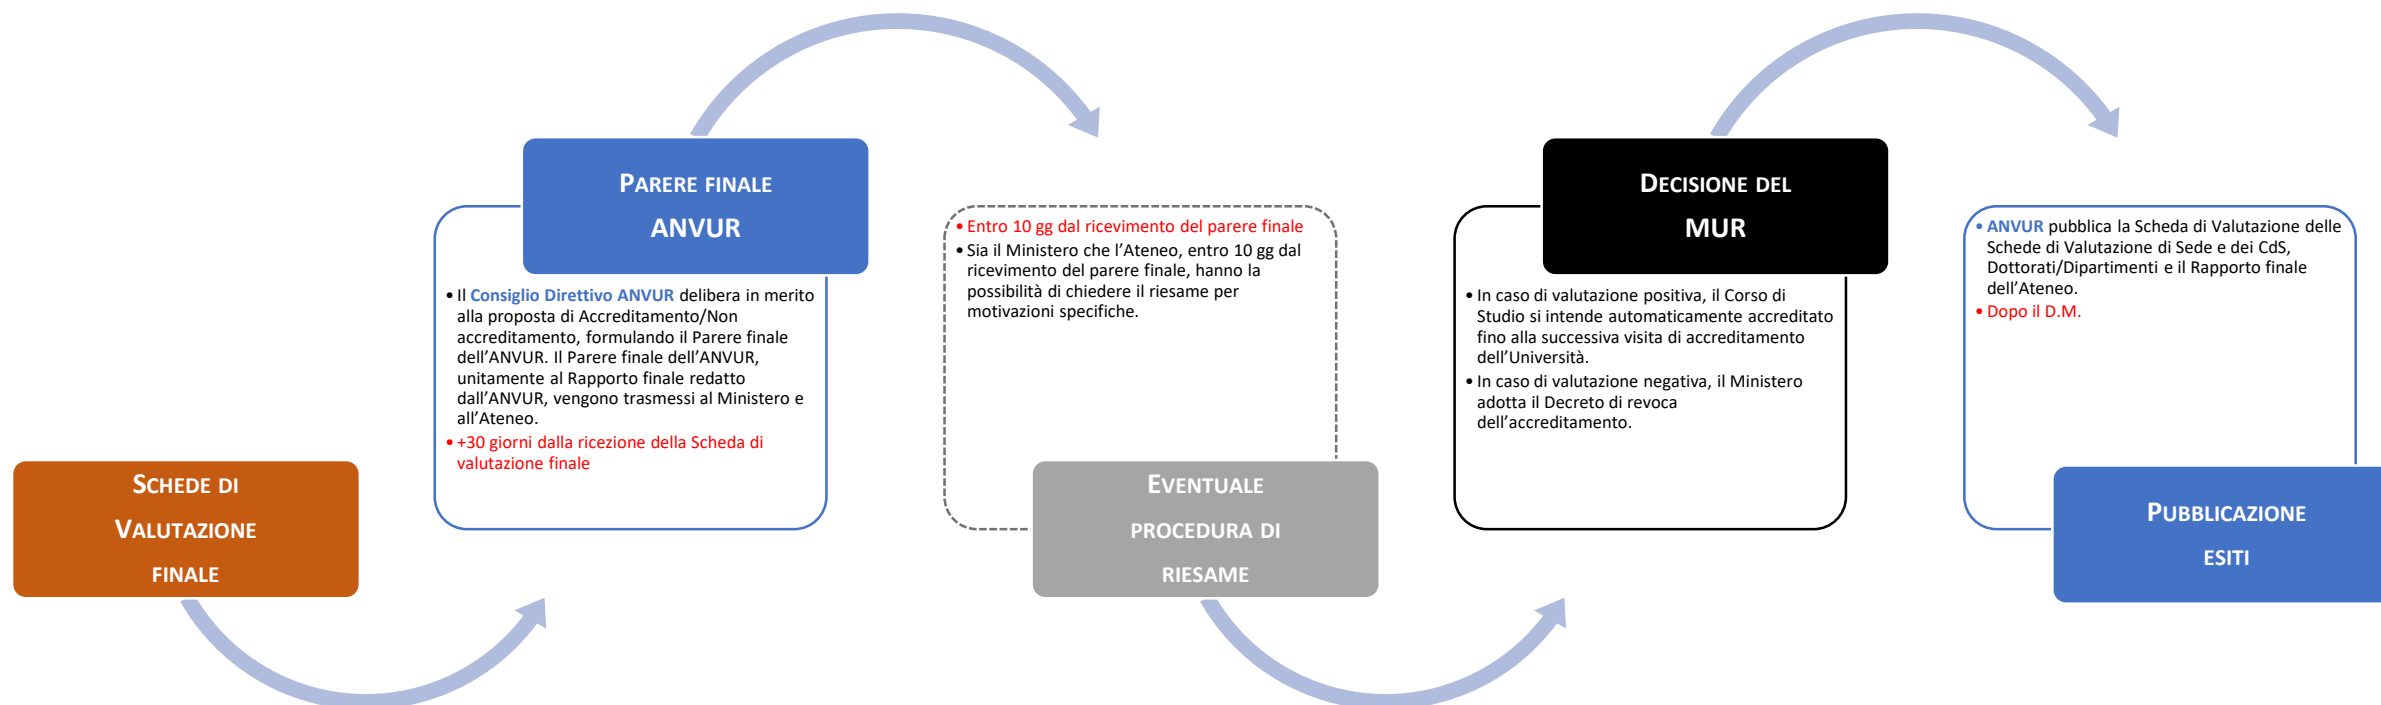 SCHEDE DI
VALUTAZIONE
FINALE
PARERE FINALE
ANVUR
• Il Consiglio Direttivo ANVUR delibera in merito
alla proposta di Accreditamento/Non
accreditamento, formulando il Parere finale
dell'ANVUR. Il Parere finale dell'ANVUR,
unitamente al Rapporto finale redatto
dall'ANVUR, vengono trasmessi al Ministero e
all'Ateneo.
• +30 giorni dalla ricezione della Scheda di
valutazione finale
• Entro 10 gg dal ricevimento del parere finale
• Sia il Ministero che l'Ateneo, entro 10 gg dal
ricevimento del parere finale, hanno la
possibilità di chiedere il riesame per
motivazioni specifiche.
EVENTUALE
PROCEDURA DI
RIESAME
DECISIONE DEL
MUR
• In caso di valutazione positiva, il Corso di
Studio si intende automaticamente accreditato
fino alla successiva visita di accreditamento
dell'Università.
• In caso di valutazione negativa, il Ministero
adotta il Decreto di revoca
dell'accreditamento.
• ANVUR pubblica la Scheda di Valutazione delle
Schede di Valutazione di Sede e dei CdS,
Dottorati/Dipartimenti e il Rapporto finale
dell'Ateneo.
• Dopo il D.M.
PUBBLICAZIONE
ESITI